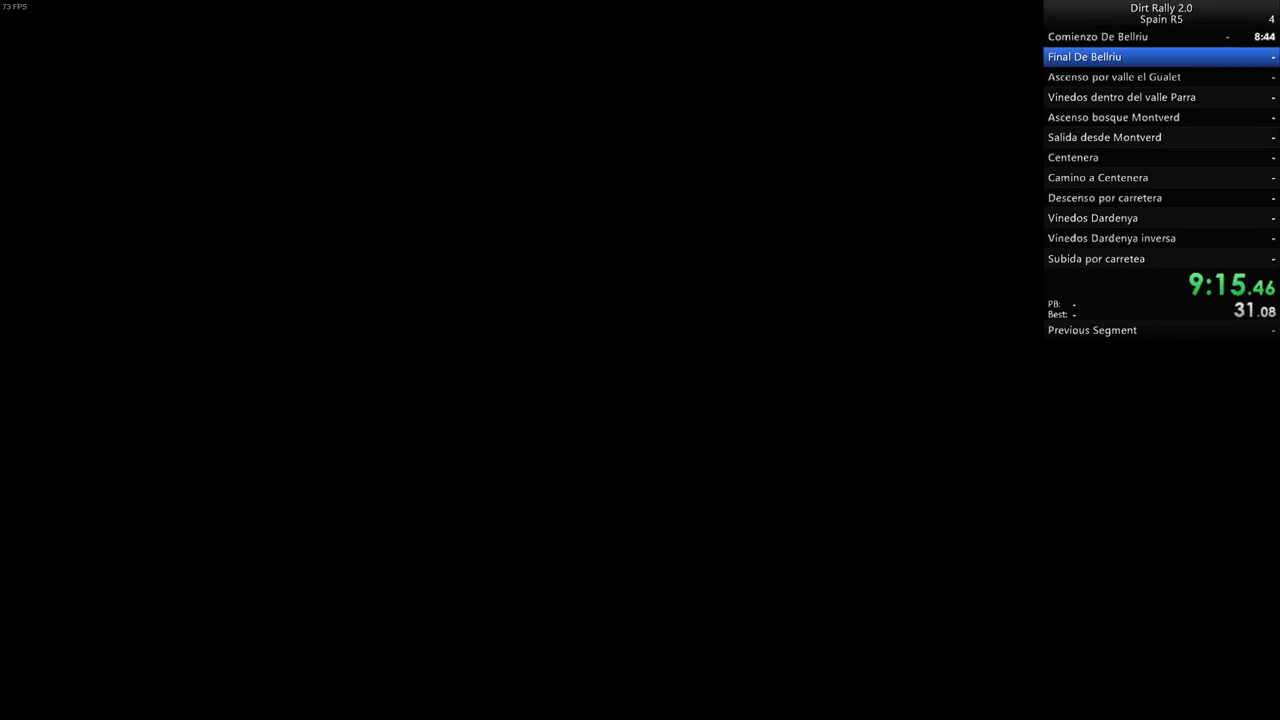 73 FPS
Dirt Rally 2.0
Spain R5 4
Comienzo De Bellriu - 8:44
Final De Bellriu -
Ascenso por valle el Gualet -
Vinedos dentro del valle Parra -
Ascenso bosque Montverd -
Salida desde Montverd -
Centenera -
Camino a Centenera -
Descenso por carretera -
Vinedos Dardenya -
Vinedos Dardenya inversa -
Subida por carretea -
9:15.46
PB: - 31.08
Best: -
Previous Segment -